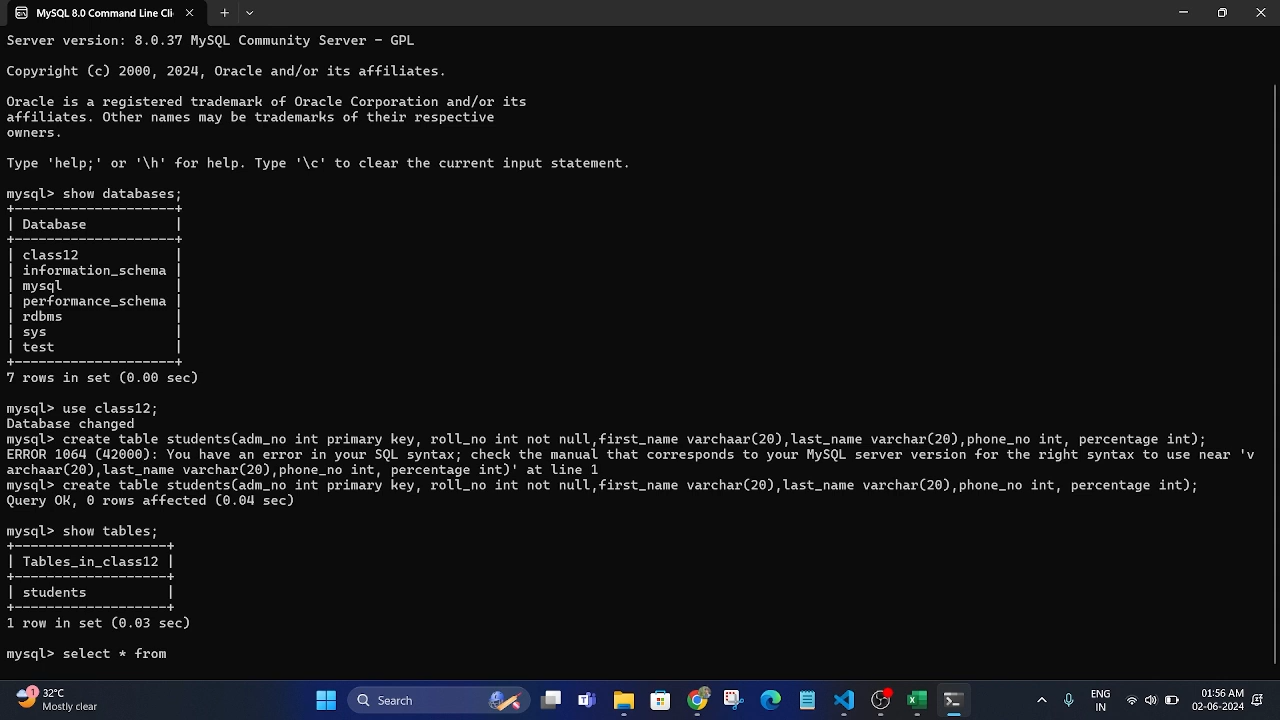 MySQL 8.0 Command Line Cli
Server version: 8.0.37 MySQL Community Server - GPL
Copyright (c) 2000, 2024, Oracle and/or its affiliates.
Oracle is a registered trademark of Oracle Corporation and/or its
affiliates. Other names may be trademarks of their respective
owners.
Type 'help;' or '\h' for help. Type '\c' to clear the current input statement.
mysql> show databases;
+--------------------+
| Database           |
+--------------------+
| class12            |
| information_schema |
| mysql              |
| performance_schema |
| rdbms              |
| sys                |
| test               |
+--------------------+
7 rows in set (0.00 sec)
mysql> use class12;
Database changed
mysql> create table students(adm_no int primary key, roll_no int not null,first_name varchaar(20),last_name varchar(20),phone_no int, percentage int);
ERROR 1064 (42000): You have an error in your SQL syntax; check the manual that corresponds to your MySQL server version for the right syntax to use near 'v
archaar(20),last_name varchar(20),phone_no int, percentage int)' at line 1
mysql> create table students(adm_no int primary key, roll_no int not null,first_name varchar(20),last_name varchar(20),phone_no int, percentage int);
Query OK, 0 rows affected (0.04 sec)
mysql> show tables;
+-------------------+
| Tables_in_class12 |
+-------------------+
| students          |
+-------------------+
1 row in set (0.03 sec)
mysql> select * from
1
32°C
Mostly clear
Search
ENG
IN
01:56 AM
02-06-2024